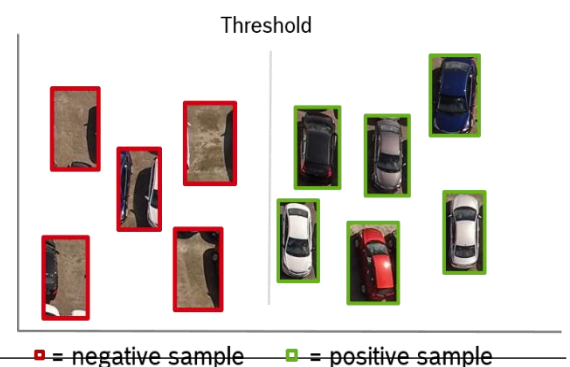 Threshold
= negative sample = positive sample